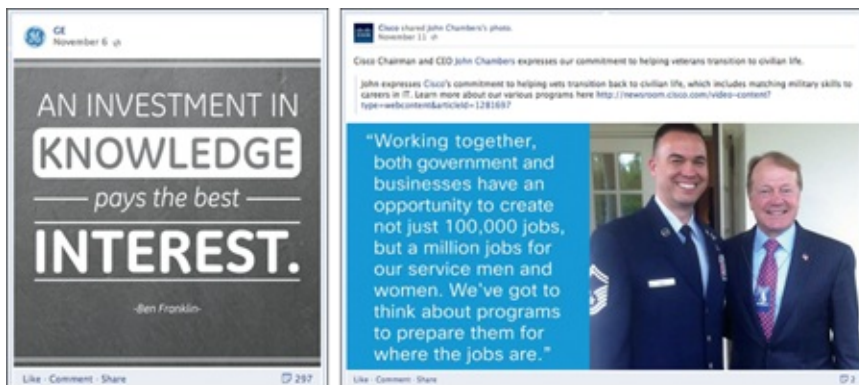 GE
November 6
AN INVESTMENT IN
KNOWLEDGE
pays the best
INTEREST.
-Ben Franklin-
Like · Comment · Share
297
Cisco shared John Chambers's photo.
November 11
Cisco Chairman and CEO John Chambers expresses our commitment to helping veterans transition to civilian life.
John expresses Cisco's commitment to helping vets transition back to civilian life, which includes matching military skills to
careers in IT. Learn more about our various programs here http://newsroom.cisco.com/video-content?
type=webcontent&articleId=1281697
“Working together,
both government and
businesses have an
opportunity to create
not just 100,000 jobs,
but a million jobs for
our service men and
women. We've got to
think about programs
to prepare them for
where the jobs are.”
Like · Comment · Share
2